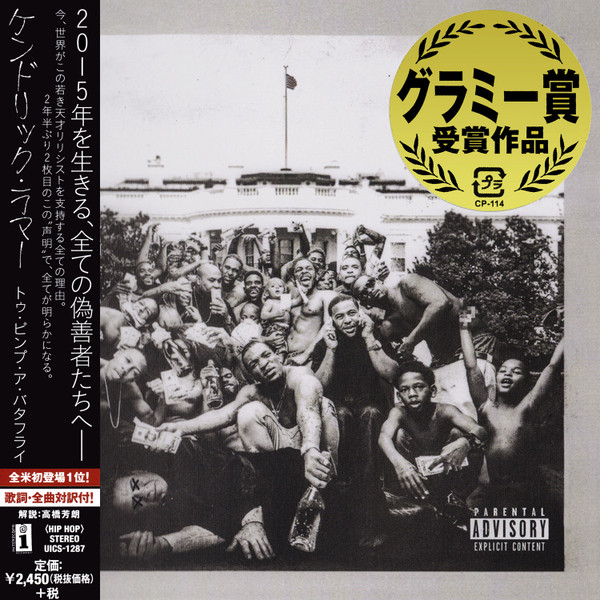 2015年を生きる、全ての偽善者たちへ——
今、世界がこの若き天才リリシストを支持する全ての理由。
2年半ぶり2枚目のこの“声明”で、全てが明らかになる。
ケンドリック・ラマー
トゥ・ピンプ・ア・バタフライ
全米初登場1位!
歌詞・全曲対訳付!
解説:高橋芳朗
i
〈HIP HOP〉
STEREO
UICS-1287
定価:
¥2,450(税抜価格)
+税
グラミー賞
受賞作品
プラ
CP-114
PARENTAL
ADVISORY
EXPLICIT CONTENT